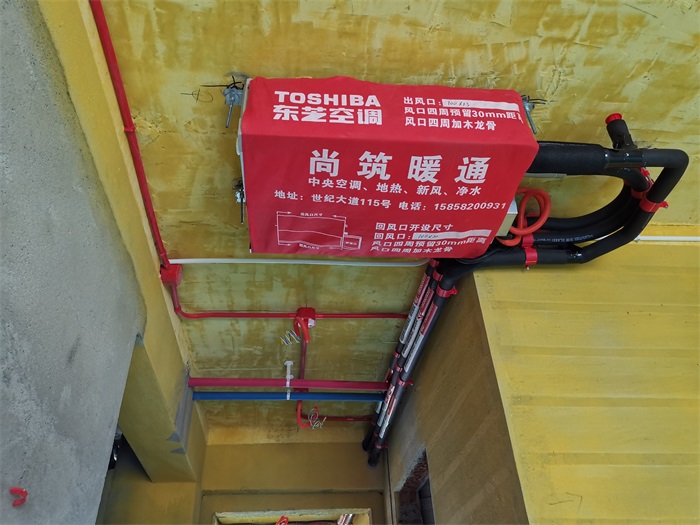 TOSHIBA
东芝空调
出风口:
风口四周预留30mm距
风口四周加木龙骨
尚筑暖通
中央空调、地热、新风、净水
地址：世纪大道115号 电话：15858200931
回风口开设尺寸
回风口:
风口四周预留30mm距离
风口四周加木龙骨